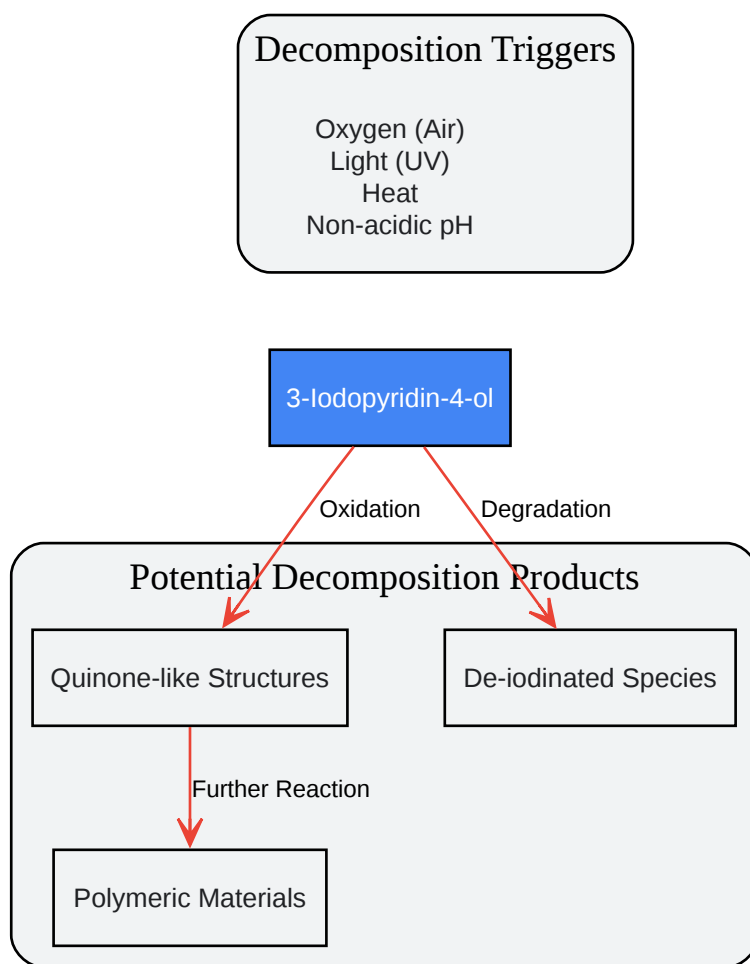 Decomposition Triggers
Oxygen (Air)
Light (UV)
Heat
Non-acidic pH
3-Iodopyridin-4-ol
Oxidation
Degradation
Potential Decomposition Products
Quinone-like Structures
De-iodinated Species
Further Reaction
Polymeric Materials